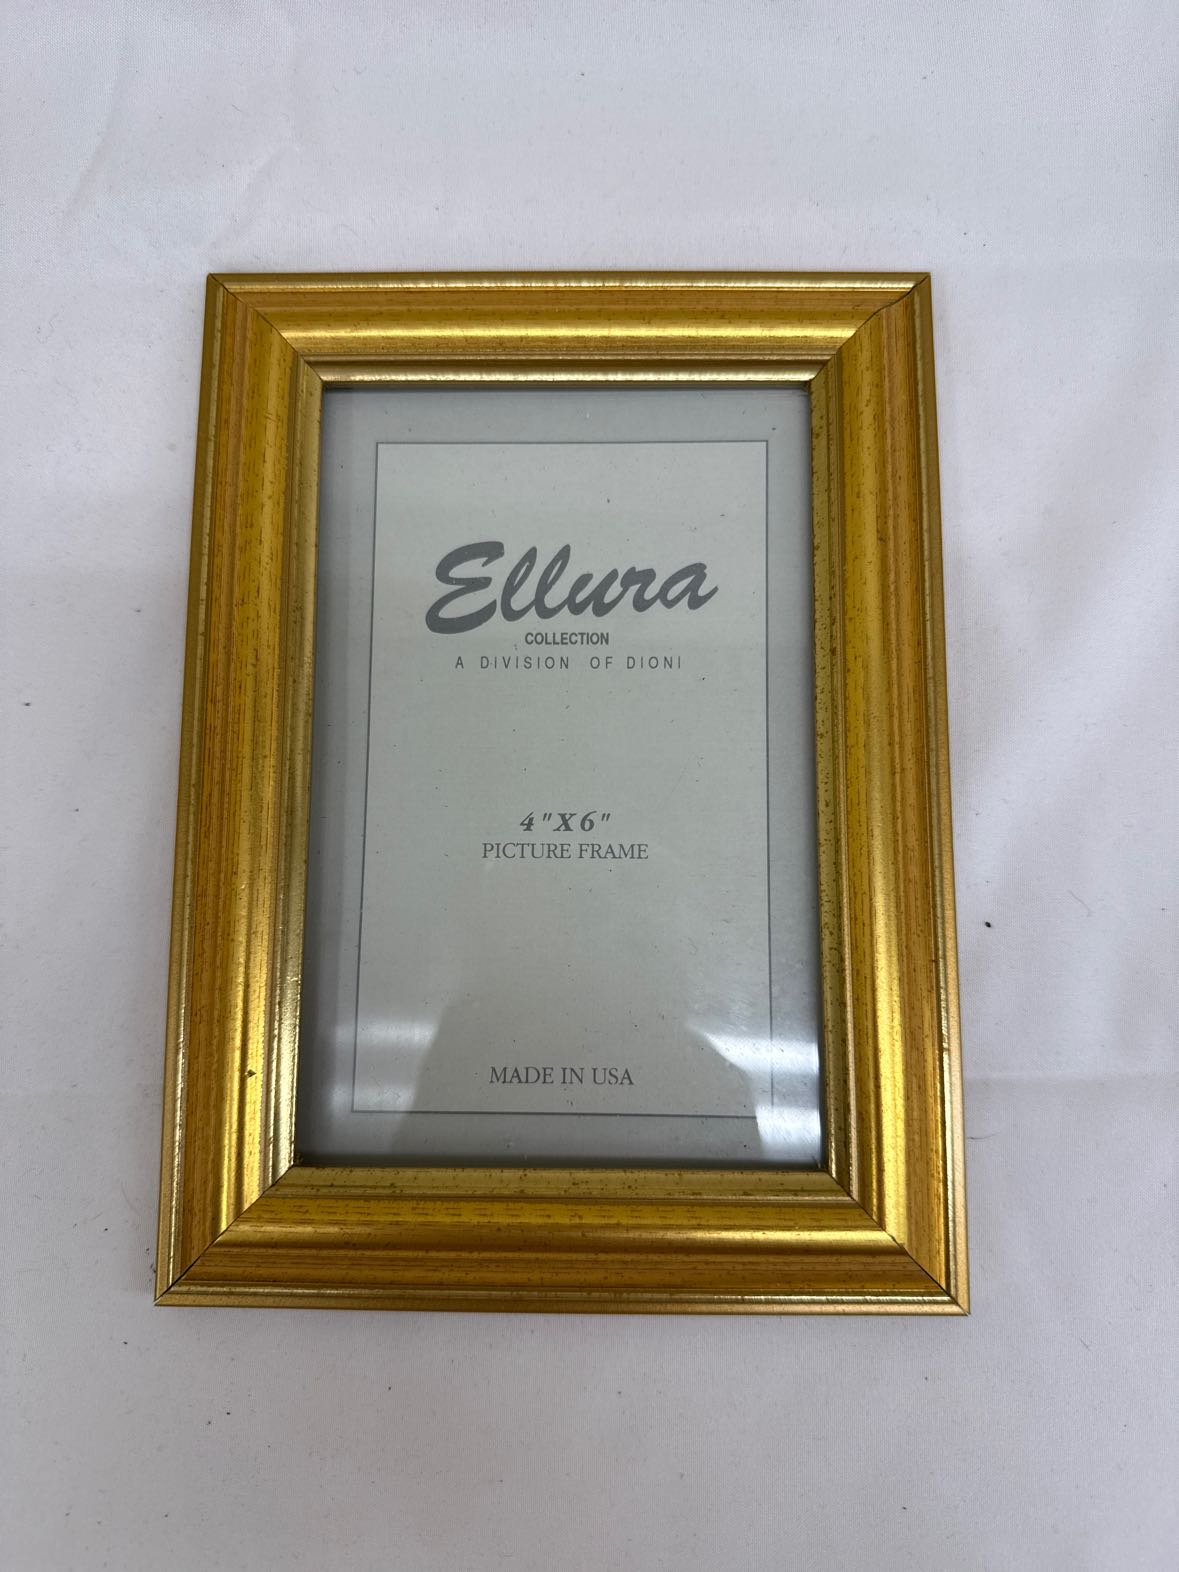 Ellura
COLLECTION
A DIVISION OF DIONI
4"X6"
PICTURE FRAME
MADE IN USA